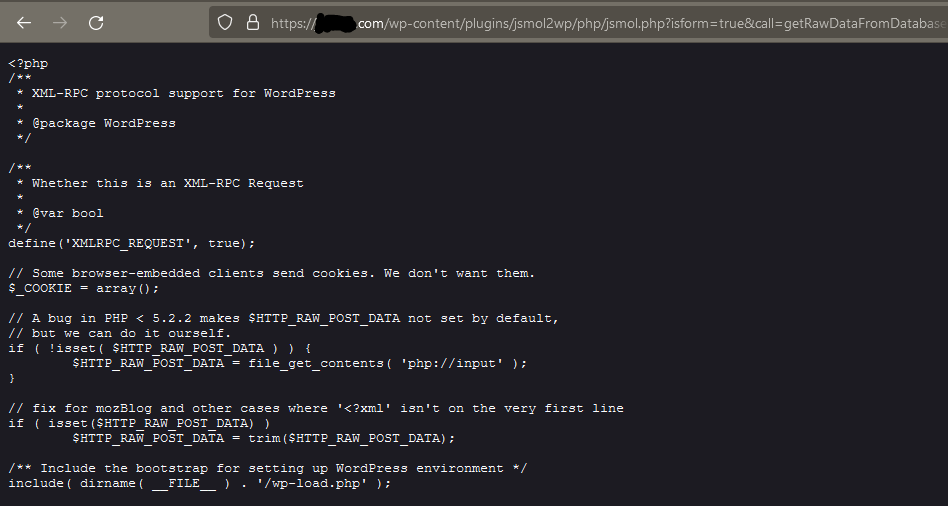 https:// .com/wp-content/plugins/jsmol2wp/php/jsmol.php?isform=true&call=getRawDataFromDatabase
<?php
/**
 * XML-RPC protocol support for WordPress
 *
 * @package WordPress
 */
/**
 * Whether this is an XML-RPC Request
 *
 * @var bool
 */
define('XMLRPC_REQUEST', true);
// Some browser-embedded clients send cookies. We don't want them.
$_COOKIE = array();
// A bug in PHP < 5.2.2 makes $HTTP_RAW_POST_DATA not set by default,
// but we can do it ourself.
if ( !isset( $HTTP_RAW_POST_DATA ) ) {
        $HTTP_RAW_POST_DATA = file_get_contents( 'php://input' );
}
// fix for mozBlog and other cases where '<?xml' isn't on the very first line
if ( isset($HTTP_RAW_POST_DATA) )
        $HTTP_RAW_POST_DATA = trim($HTTP_RAW_POST_DATA);
/** Include the bootstrap for setting up WordPress environment */
include( dirname( __FILE__ ) . '/wp-load.php' );